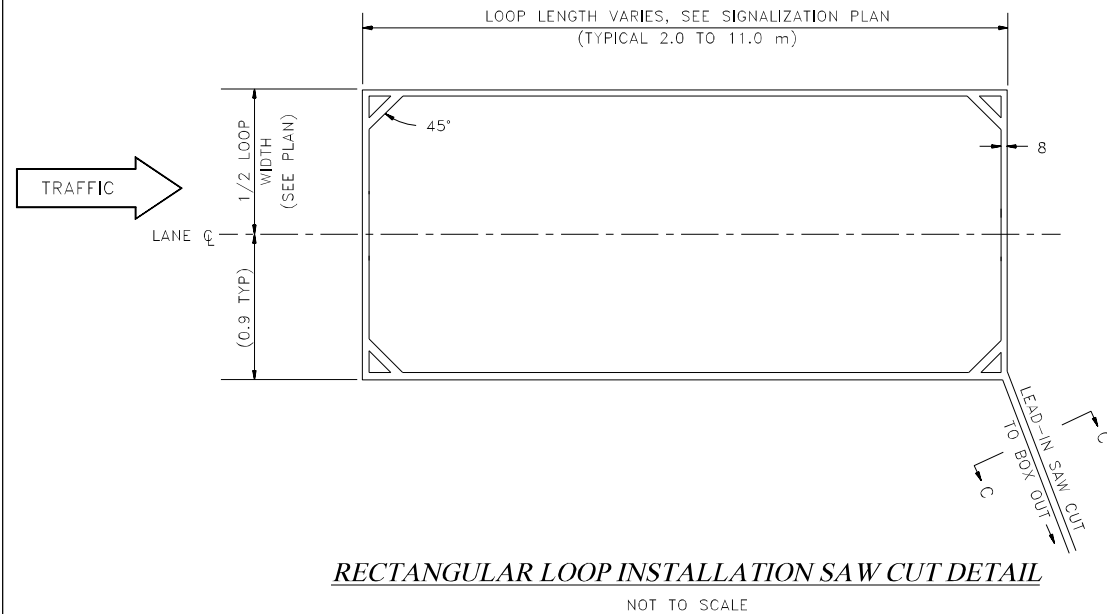 LOOP LENGTH VARIES, SEE SIGNALIZATION PLAN
(TYPICAL 2.0 TO 11.0 m)
1/2 LOOP
WIDTH
(SEE PLAN)
45°
8
TRAFFIC
LANE ℄
(0.9 TYP)
LEAD-IN SAW CUT
TO BOX OUT
C
C
RECTANGULAR LOOP INSTALLATION SAW CUT DETAIL
NOT TO SCALE